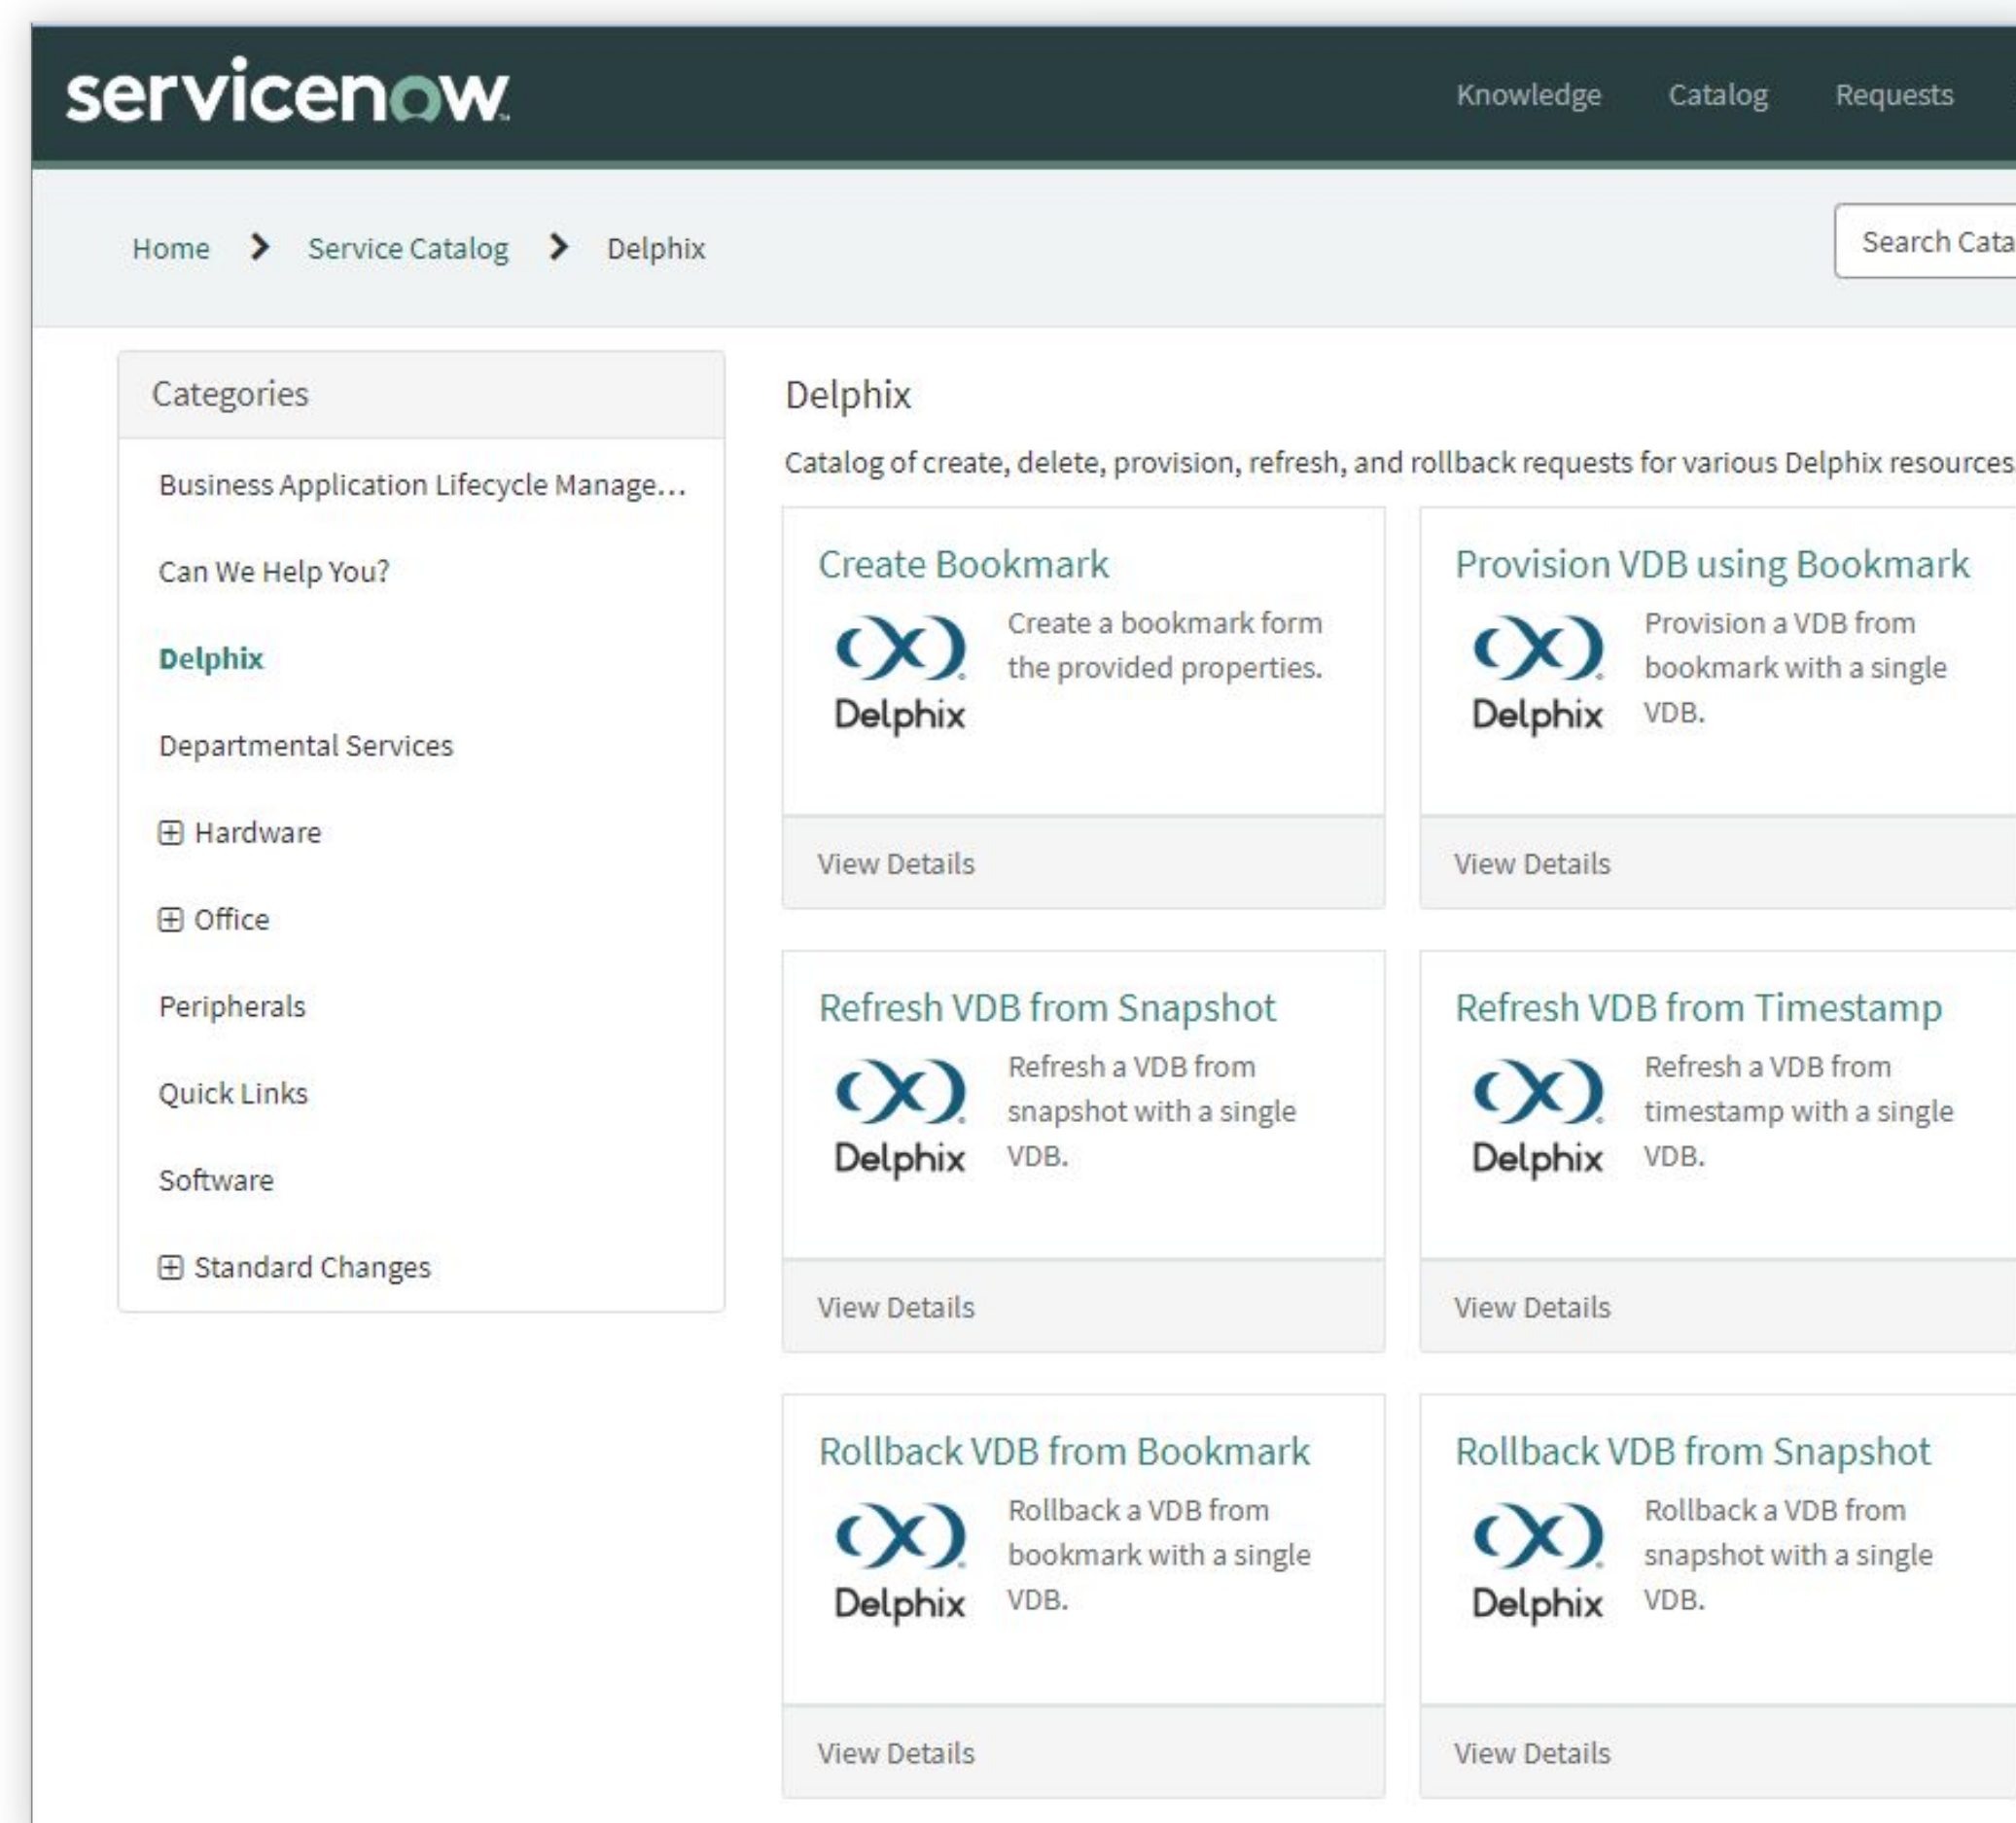 servicenow
Knowledge Catalog Requests
Home Service Catalog Delphix
Search Cata
Categories
Business Application Lifecycle Manage...
Can We Help You?
Delphix
Departmental Services
Hardware
Office
Peripherals
Quick Links
Software
Standard Changes
Delphix
Catalog of create, delete, provision, refresh, and rollback requests for various Delphix resources
Create Bookmark
Create a bookmark form
the provided properties.
Delphix
View Details
Provision VDB using Bookmark
Provision a VDB from
bookmark with a single
VDB.
Delphix
View Details
Refresh VDB from Snapshot
Refresh a VDB from
snapshot with a single
VDB.
Delphix
View Details
Refresh VDB from Timestamp
Refresh a VDB from
timestamp with a single
VDB.
Delphix
View Details
Rollback VDB from Bookmark
Rollback a VDB from
bookmark with a single
VDB.
Delphix
View Details
Rollback VDB from Snapshot
Rollback a VDB from
snapshot with a single
VDB.
Delphix
View Details